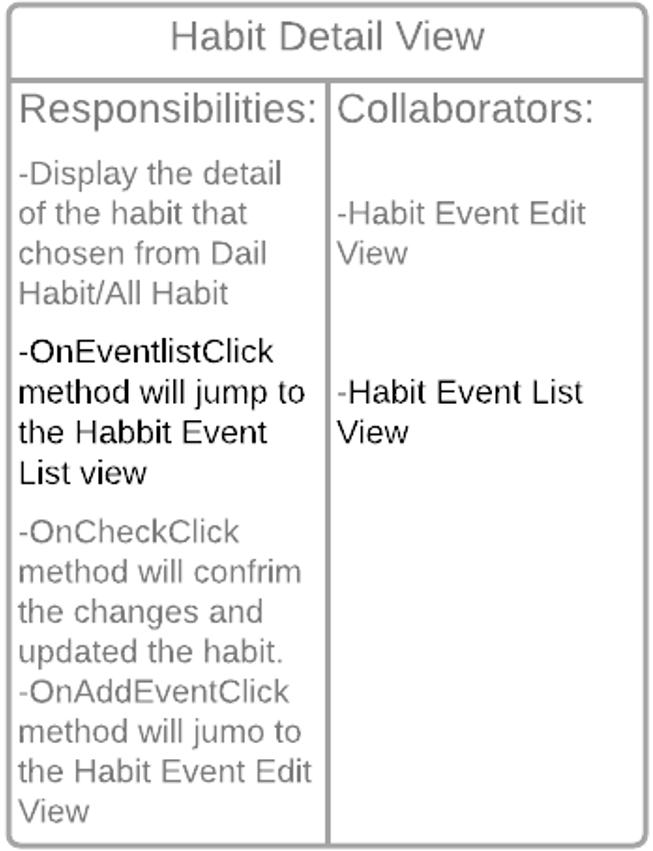 Habit Detail View
Responsibilities:
-Display the detail
of the habit that
chosen from Dail
Habit/All Habit
-OnEventlistClick
method will jump to
the Habbit Event
List view
-OnCheckClick
method will confrim
the changes and
updated the habit.
-OnAddEventClick
method will jumo to
the Habit Event Edit
View
Collaborators:
-Habit Event Edit
View
-Habit Event List
View